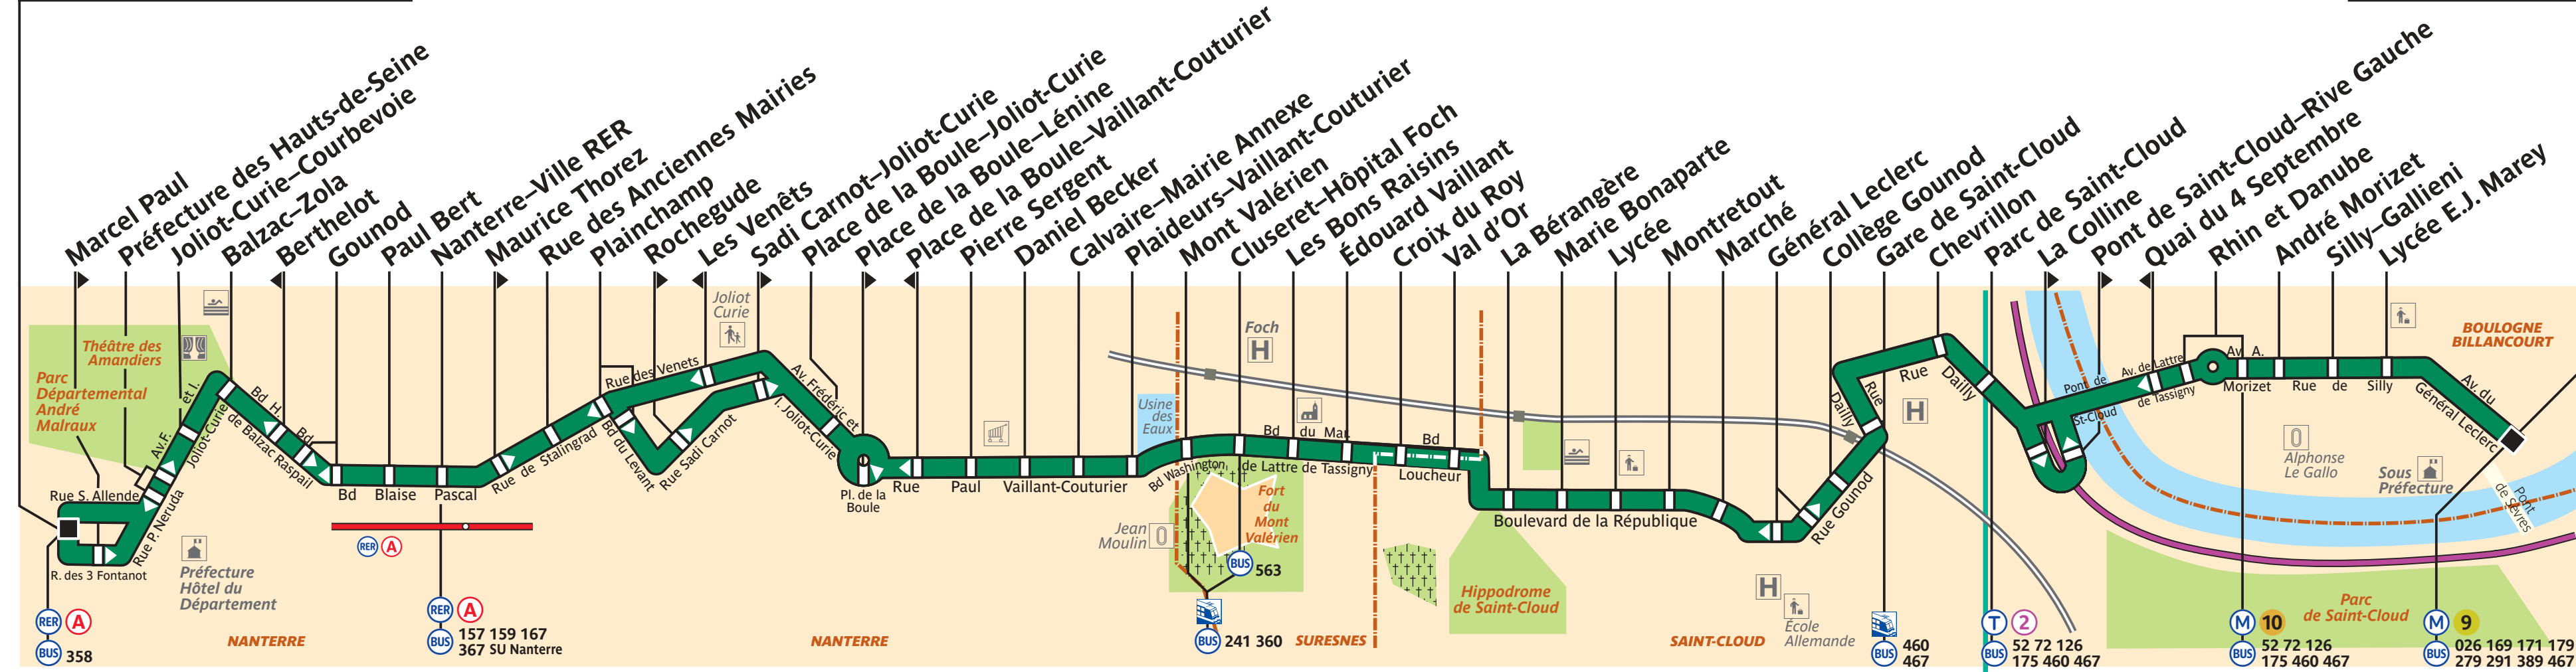 Marcel Paul
Préfecture des Hauts-de-Seine
Joliot-Curie–Courbevoie
Balzac–Zola
Berthelot
Gounod
Paul Bert
Nanterre–Ville RER
Maurice Thorez
Rue des Anciennes Mairies
Plainchamp
Rochegude
Les Venêts
Sadi Carnot–Joliot-Curie
Place de la Boule–Joliot-Curie
Place de la Boule–Lénine
Place de la Boule–Vaillant-Couturier
Pierre Sergent
Daniel Becker
Calvaire–Mairie Annexe
Plaideurs–Vaillant-Couturier
Mont Valérien
Cluseret–Hôpital Foch
Les Bons Raisins
Édouard Vaillant
Croix du Roy
Val d'Or
La Bérangère
Marie Bonaparte
Lycée
Montretout
Marché
Général Leclerc
Collège Gounod
Gare de Saint-Cloud
Chevrillon
Parc de Saint-Cloud
La Colline
Pont de Saint-Cloud–Rive Gauche
Quai du 4 Septembre
Rhin et Danube
André Morizet
Silly–Gallieni
Lycée E.J. Marey
Théâtre des
Amandiers
Parc
Départemental
André
Malraux
Rue S. Allende
R. des 3 Fontanot
Rue P. Neruda
Av. F. et I.
Joliot-Curie
Préfecture
Hôtel du
Département
RER A
BUS 358
NANTERRE
Bd H.
de Balzac
Bd
Raspail
Bd Blaise Pascal
RER A
RER A
BUS 157 159 167
367 SU Nanterre
Rue de Stalingrad
Rue des Venets
Bd du Levant
Rue Sadi Carnot
Joliot
Curie
Av. Frédéric et
I. Joliot-Curie
Pl. de la
Boule
NANTERRE
Rue Paul Vaillant-Couturier
Usine
des
Eaux
Jean
Moulin
Bd Washington
Foch
H
Bd du Mar.
de Lattre de Tassigny
Fort
du
Mont
Valérien
BUS 563
BUS 241 360
SURESNES
Bd
Loucheur
Hippodrome
de Saint-Cloud
Boulevard de la République
SAINT-CLOUD
H
École
Allemande
Rue Gounod
Rue
Dailly
Rue Dailly
H
BUS 460
467
T 2
BUS 52 72 126
175 460 467
Pont de
St-Cloud
Av. de Lattre
de Tassigny
Av. A.
Morizet
Rue de Silly
Av. du
Général Leclerc
BOULOGNE
BILLANCOURT
Alphonse
Le Gallo
Sous
Préfecture
Pont
de Sèvres
Parc
de Saint-Cloud
M 10
BUS 52 72 126
175 460 467
M 9
BUS 026 169 171 179
279 291 389 467